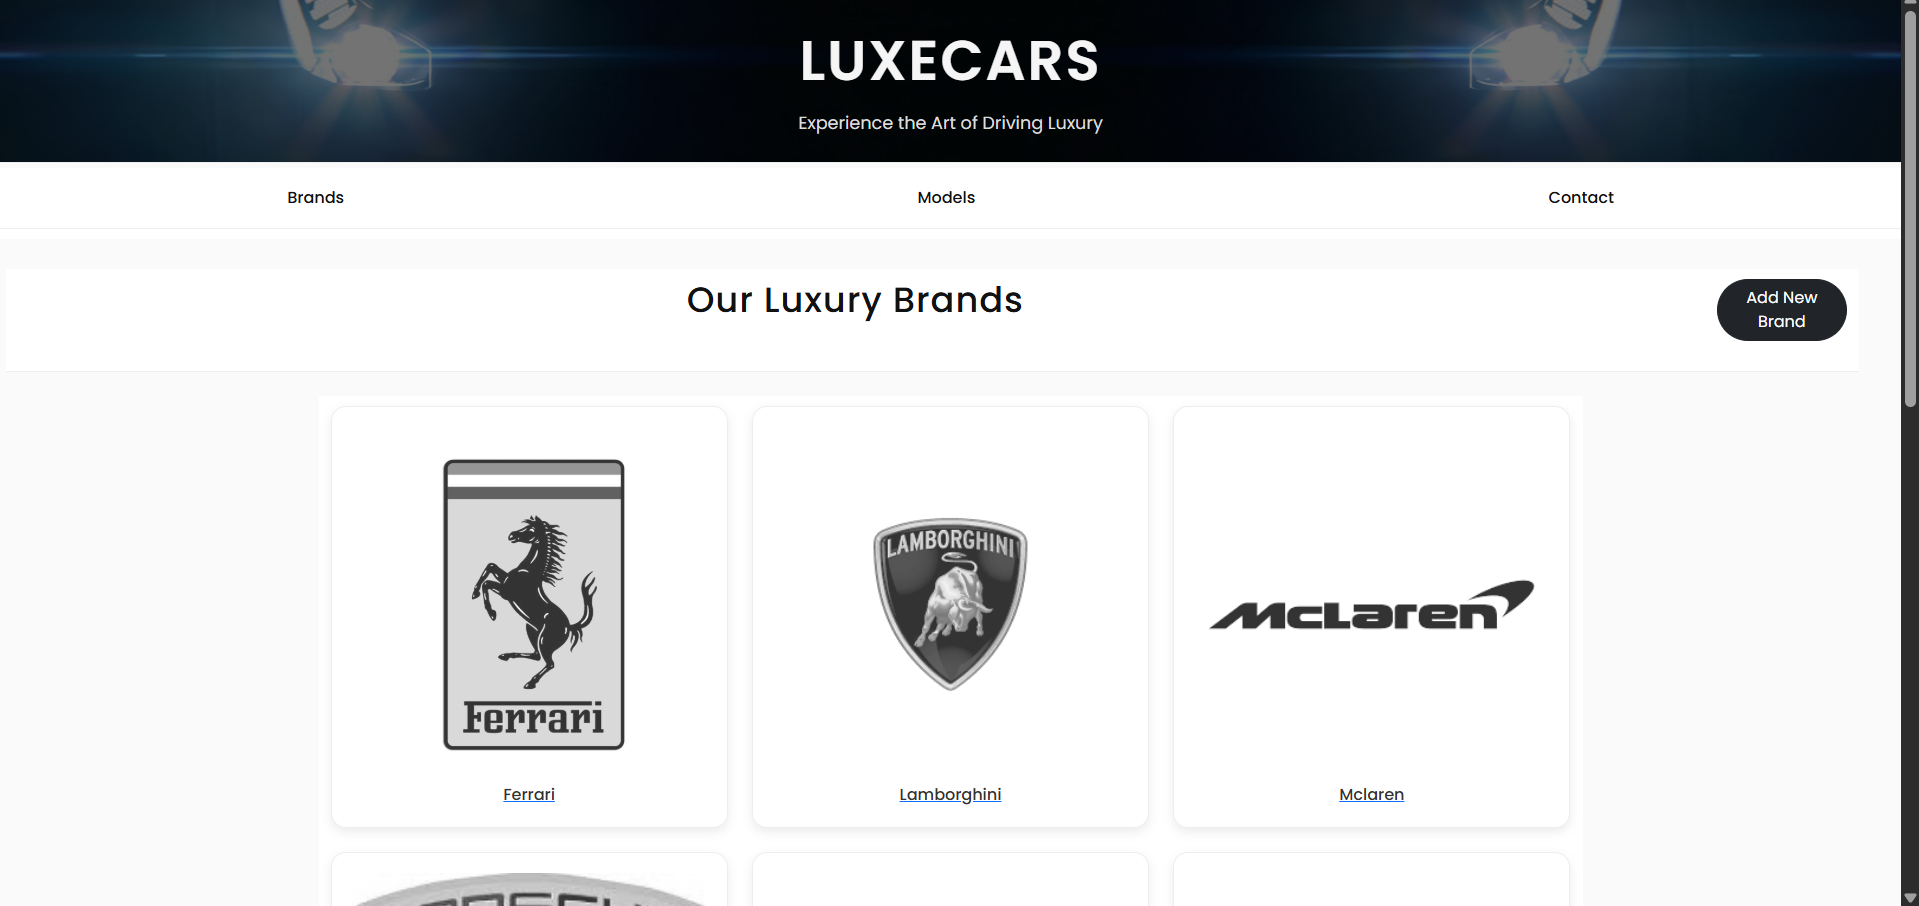 LUXECARS
Experience the Art of Driving Luxury
Brands
Models
Contact
Our Luxury Brands
Add New
Brand
Ferrari
LAMBORGHINI
McLaren
Ferrari
Lamborghini
Mclaren